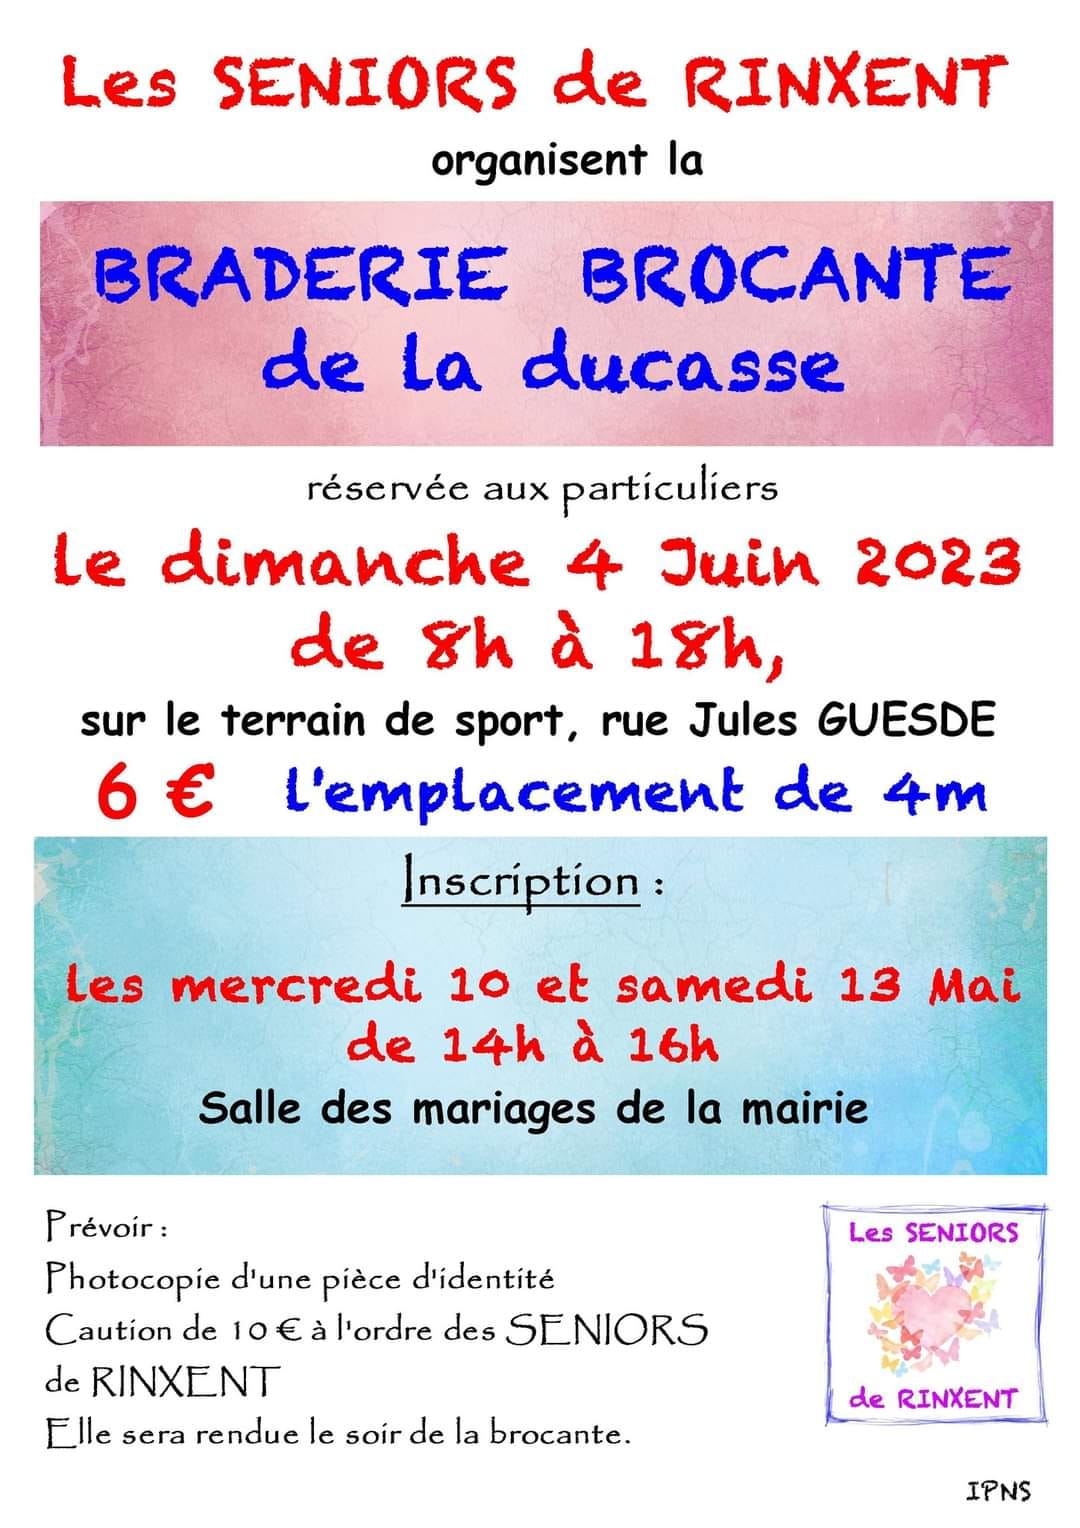 Les SENIORS de RINXENT
organisent la
BRADERIE BROCANTE
de la ducasse
réservée aux particuliers
le dimanche 4 Juin 2023
de 8h à 18h,
sur le terrain de sport, rue Jules GUESDE
6 € l'emplacement de 4m
Inscription :
les mercredi 10 et samedi 13 Mai
de 14h à 16h
Salle des mariages de la mairie
Prévoir :
Photocopie d'une pièce d'identité
Caution de 10 € à l'ordre des SENIORS
de RINXENT
Elle sera rendue le soir de la brocante.
Les SENIORS
de RINXENT
IPNS